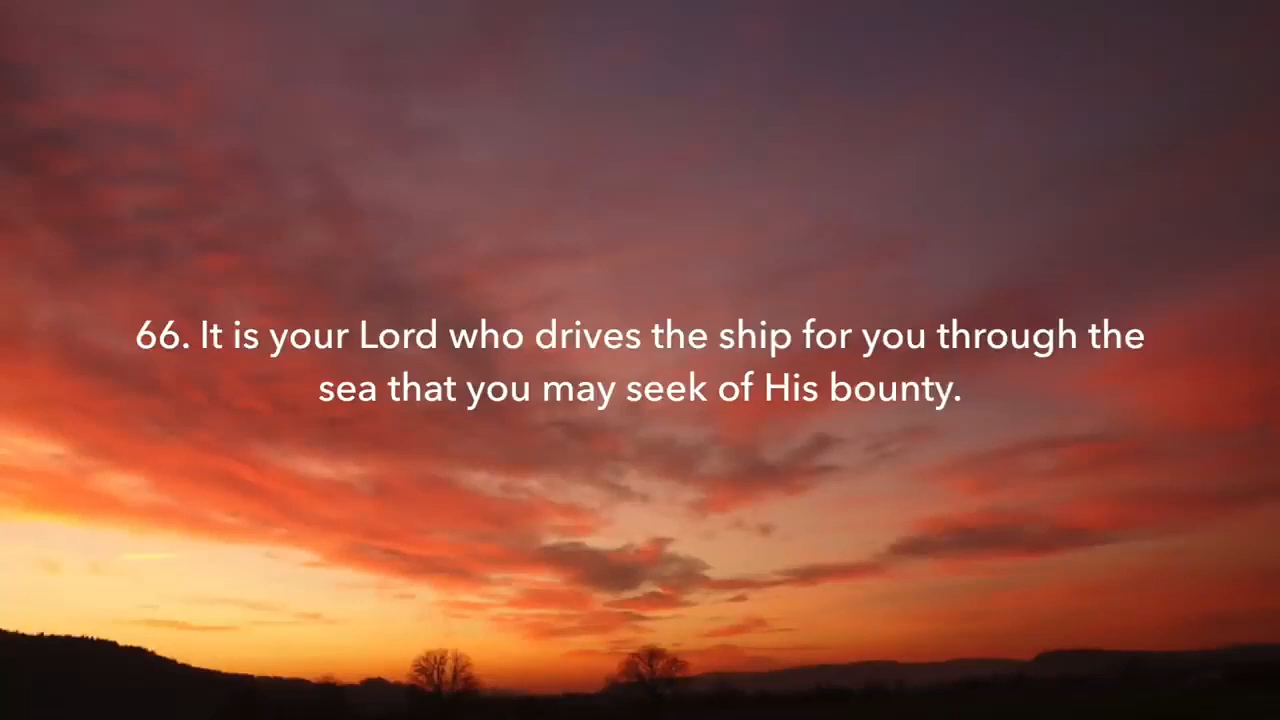 66. It is your Lord who drives the ship for you through the
sea that you may seek of His bounty.